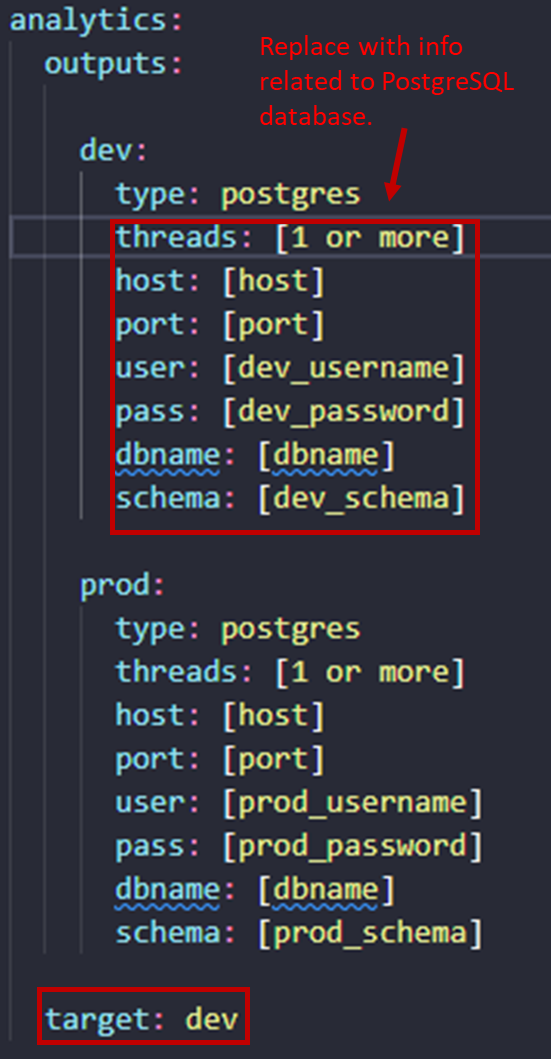 analytics:
outputs:
Replace with info
related to PostgreSQL
database.
dev:
type: postgres
threads: [1 or more]
host: [host]
port: [port]
user: [dev_username]
pass: [dev_password]
dbname: [dbname]
schema: [dev_schema]
prod:
type: postgres
threads: [1 or more]
host: [host]
port: [port]
user: [prod_username]
pass: [prod_password]
dbname: [dbname]
schema: [prod_schema]
target: dev